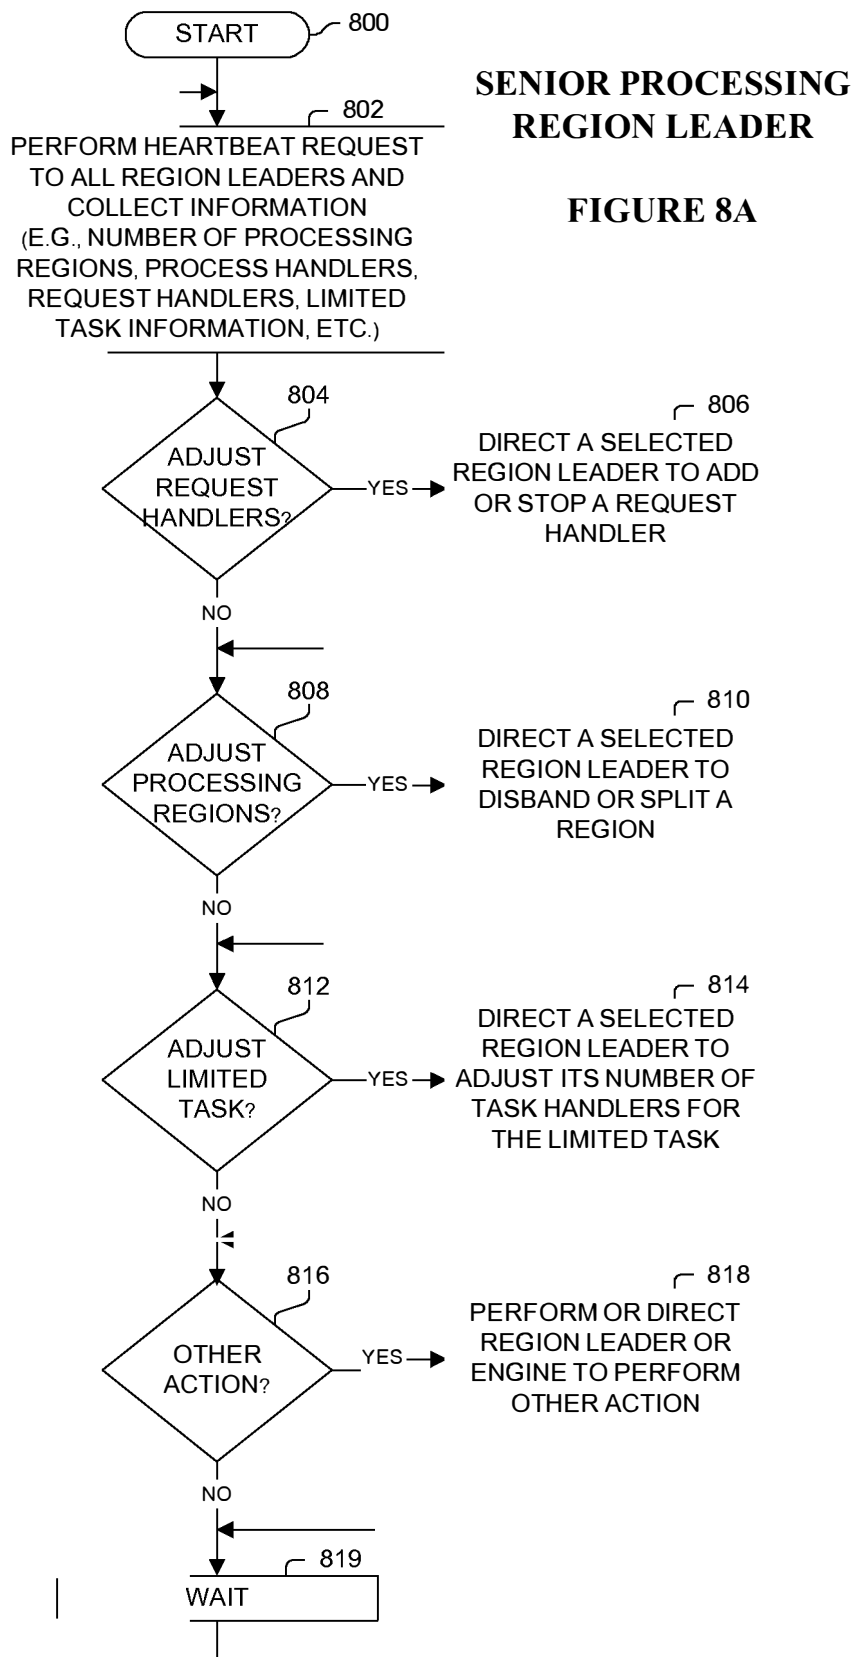 START
800
SENIOR PROCESSING
REGION LEADER
FIGURE 8A
802
PERFORM HEARTBEAT REQUEST
TO ALL REGION LEADERS AND
COLLECT INFORMATION
(E.G., NUMBER OF PROCESSING
REGIONS, PROCESS HANDLERS,
REQUEST HANDLERS, LIMITED
TASK INFORMATION, ETC.)
804
ADJUST
REQUEST
HANDLERS?
YES
806
DIRECT A SELECTED
REGION LEADER TO ADD
OR STOP A REQUEST
HANDLER
NO
808
ADJUST
PROCESSING
REGIONS?
YES
810
DIRECT A SELECTED
REGION LEADER TO
DISBAND OR SPLIT A
REGION
NO
812
ADJUST
LIMITED
TASK?
YES
814
DIRECT A SELECTED
REGION LEADER TO
ADJUST ITS NUMBER OF
TASK HANDLERS FOR
THE LIMITED TASK
NO
816
OTHER
ACTION?
YES
818
PERFORM OR DIRECT
REGION LEADER OR
ENGINE TO PERFORM
OTHER ACTION
NO
819
WAIT